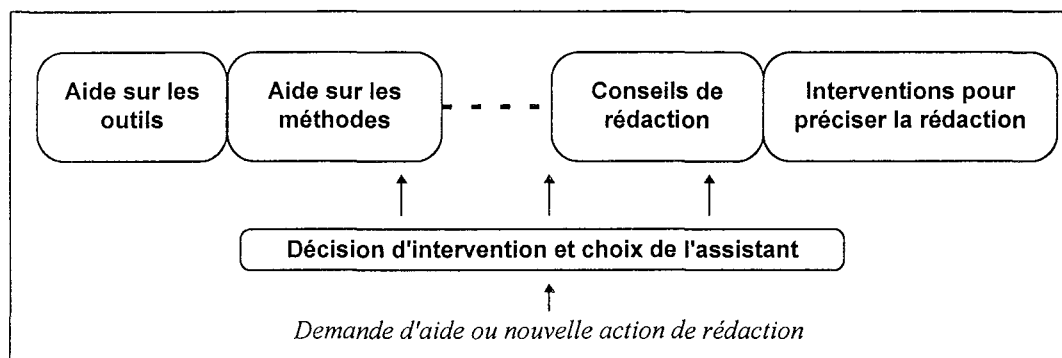 Aide sur les
outils
Aide sur les
méthodes
Conseils de
rédaction
Interventions pour
préciser la rédaction
Décision d'intervention et choix de l'assistant
Demande d'aide ou nouvelle action de rédaction